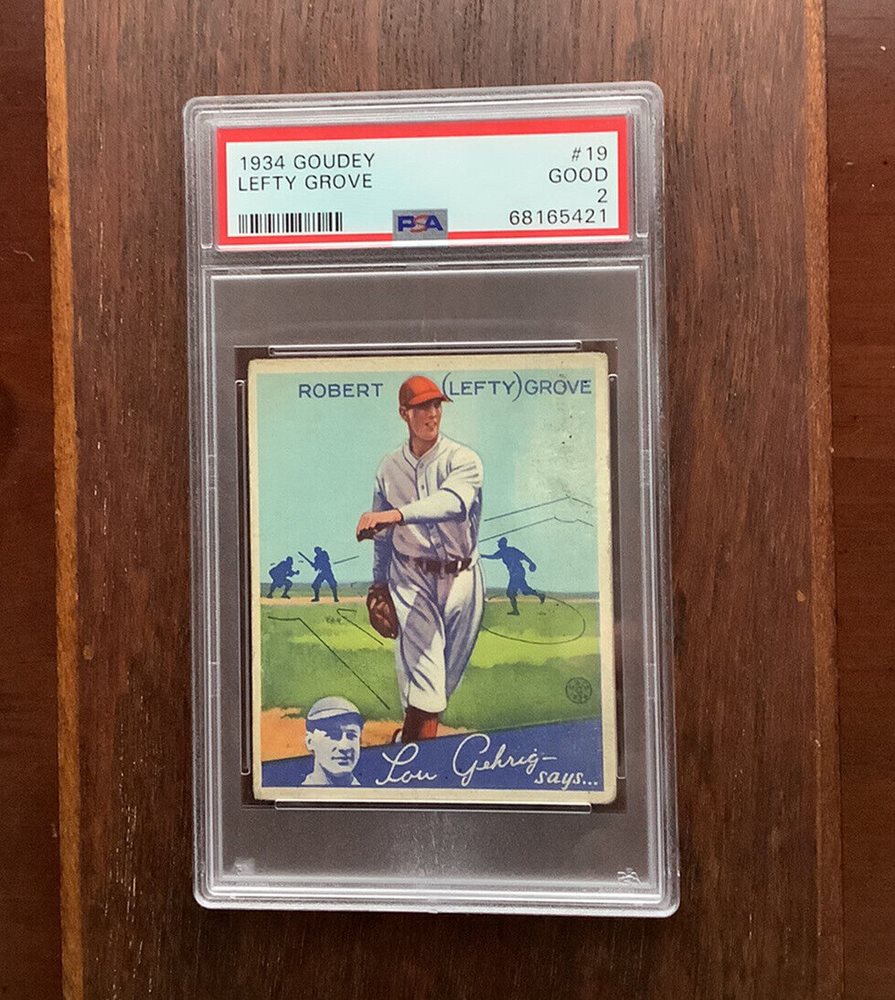 1934 GOUDEY
LEFTY GROVE
#19
GOOD
2
68165421
PSA
ROBERT (LEFTY) GROVE
Lou Gehrig-
says...